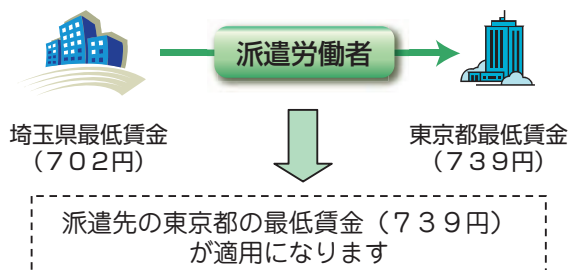 派遣労働者
埼玉県最低賃金
（７０２円）
東京都最低賃金
（７３９円）
派遣先の東京都の最低賃金（７３９円）
が適用になります